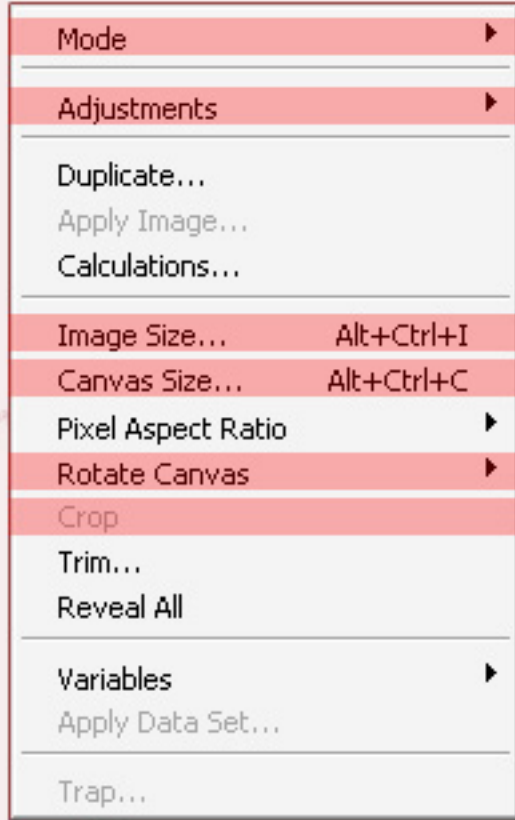 Mode
Adjustments
Duplicate...
Apply Image...
Calculations...
Image Size... Alt+Ctrl+I
Canvas Size... Alt+Ctrl+C
Pixel Aspect Ratio
Rotate Canvas
Crop
Trim...
Reveal All
Variables
Apply Data Set...
Trap...